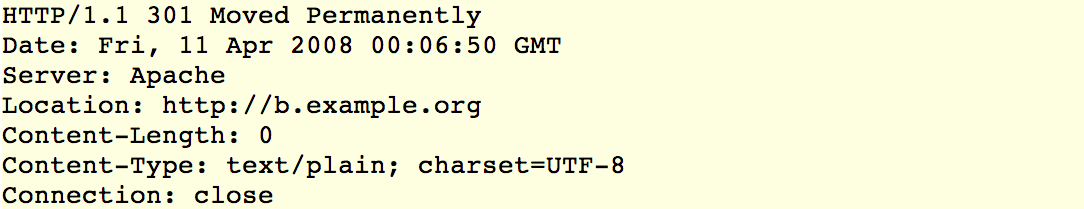 HTTP/1.1 301 Moved Permanently
Date: Fri, 11 Apr 2008 00:06:50 GMT
Server: Apache
Location: http://b.example.org
Content-Length: 0
Content-Type: text/plain; charset=UTF-8
Connection: close